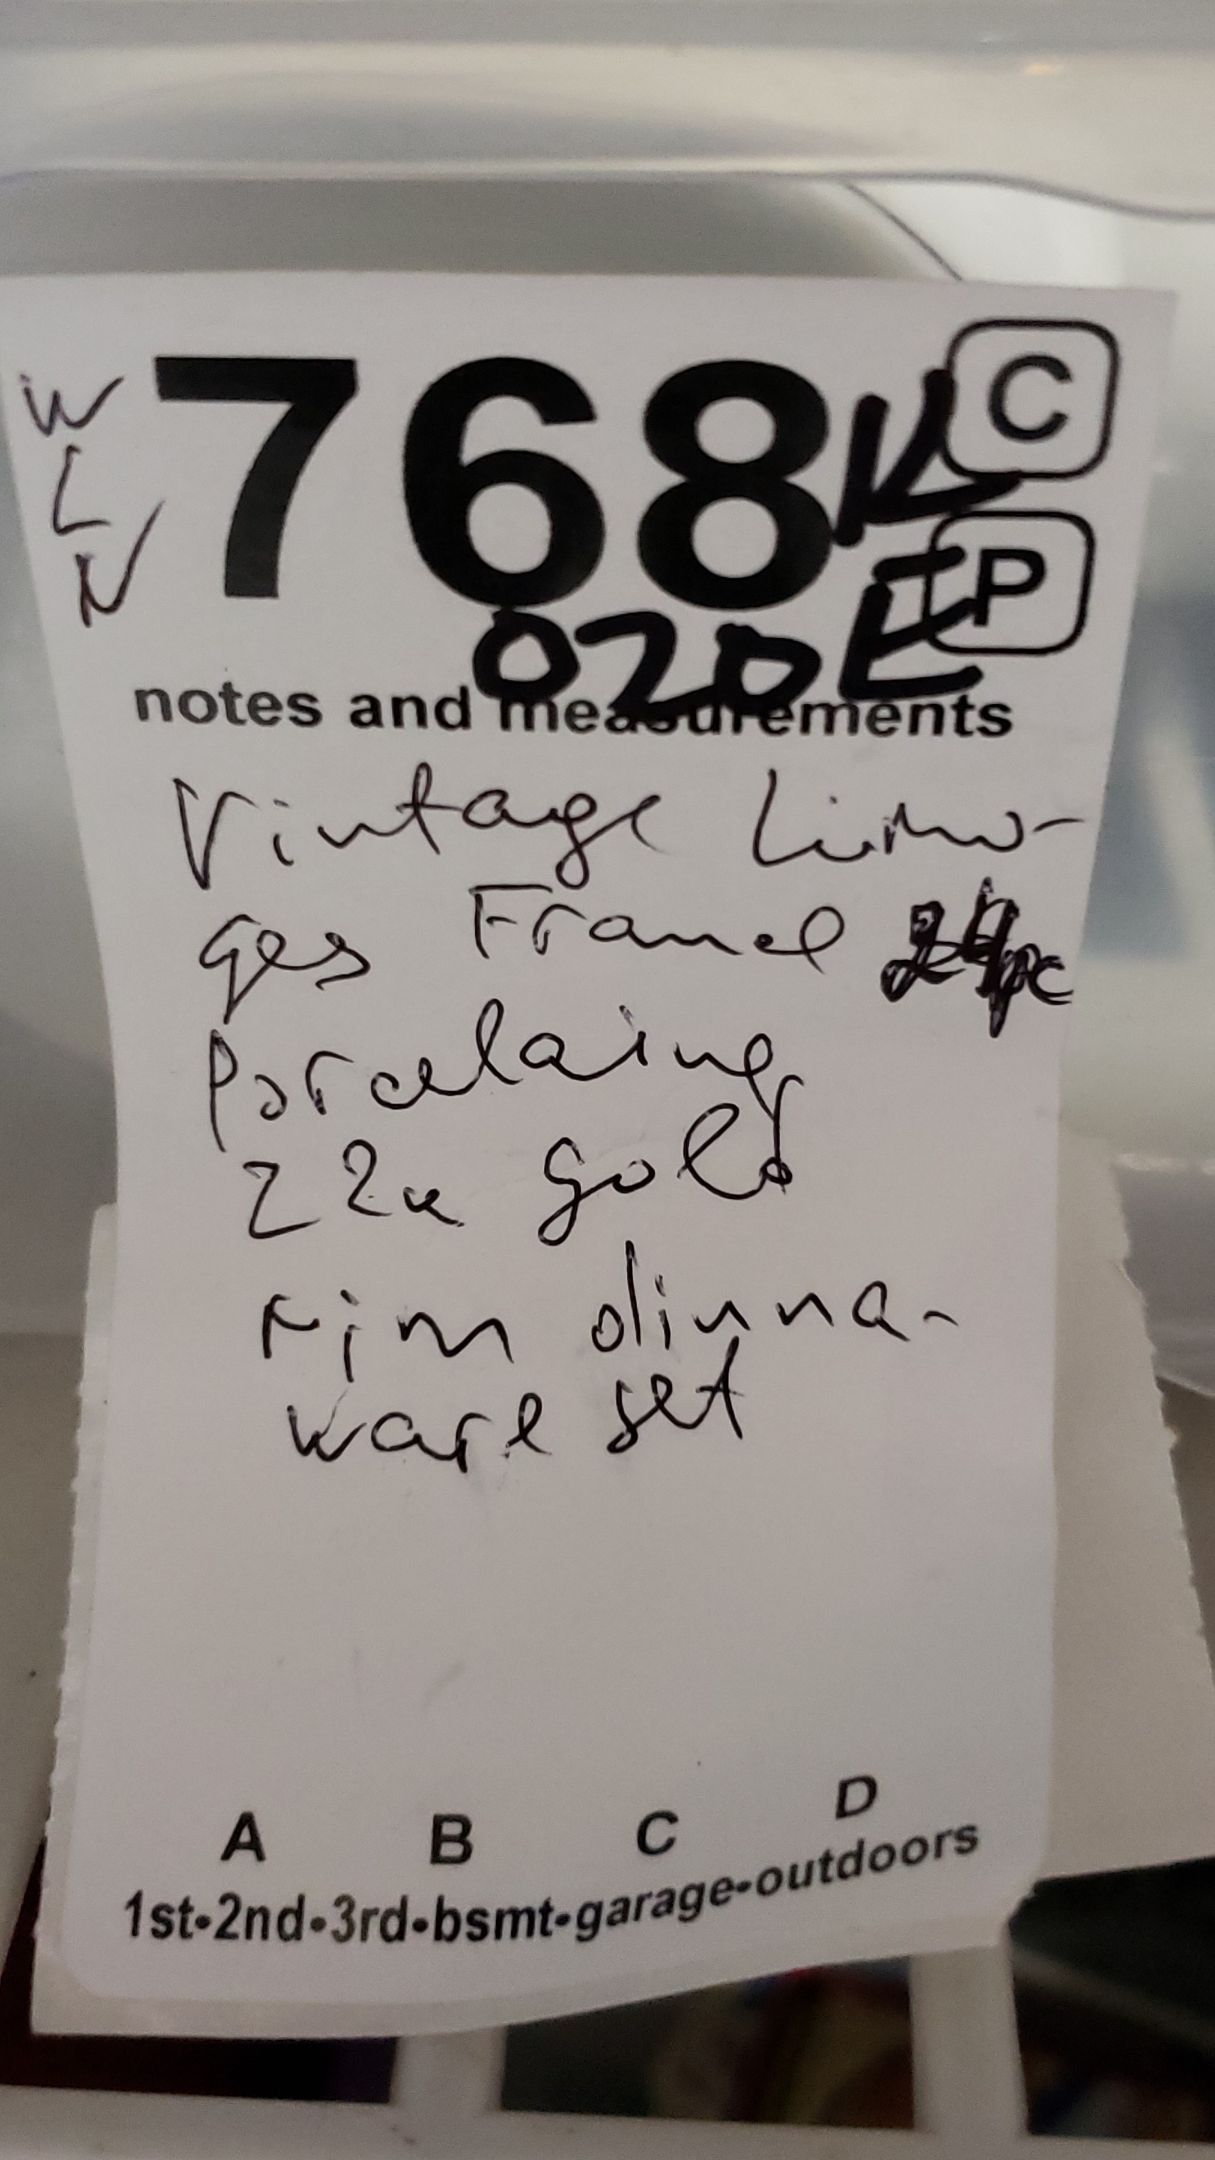 W 768 K C
L
N P
020E
notes and measurements
Vintage Limo-
ges France
Porcelaine,
22k gold
rim dinna-
ware set
A B C D
1st•2nd•3rd•bsmt•garage•outdoors